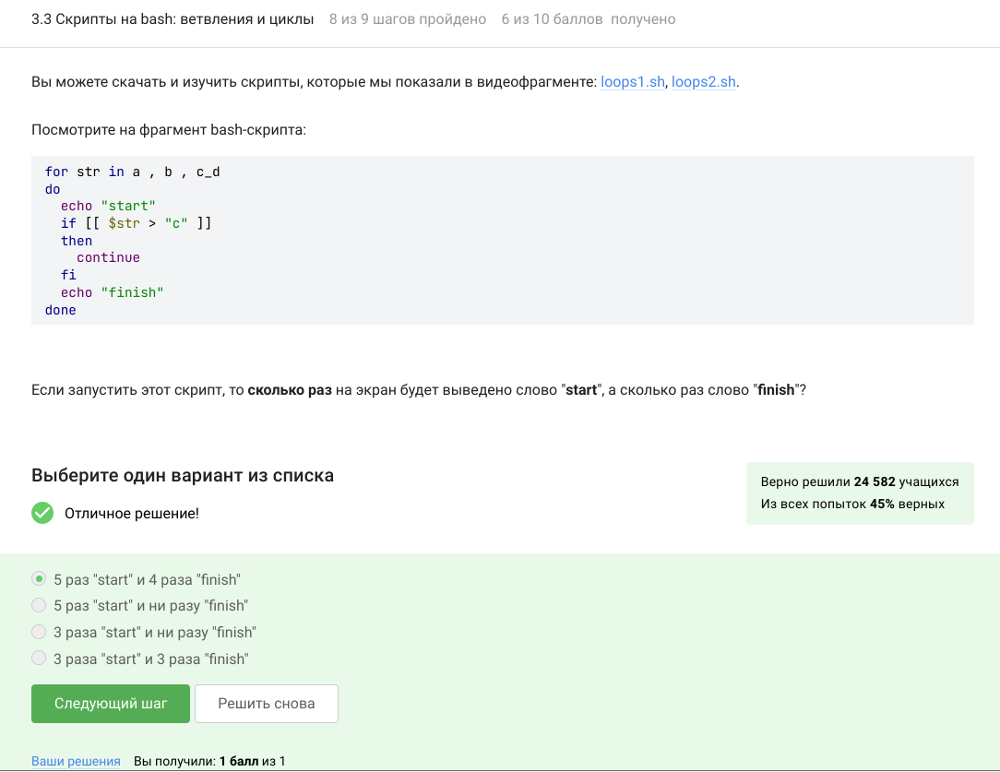 3.3 Скрипты на bash: ветвления и циклы 8 из 9 шагов пройдено 6 из 10 баллов получено
Вы можете скачать и изучить скрипты, которые мы показали в видеофрагменте: loops1.sh, loops2.sh.
Посмотрите на фрагмент bash-скрипта:
for str in a , b , c_d
do
  echo "start"
  if [[ $str > "c" ]]
  then
    continue
  fi
  echo "finish"
done
Если запустить этот скрипт, то сколько раз на экран будет выведено слово "start", а сколько раз слово "finish"?
Выберите один вариант из списка
Верно решили 24 582 учащихся
Из всех попыток 45% верных
Отличное решение!
5 раз "start" и 4 раза "finish"
5 раз "start" и ни разу "finish"
3 раза "start" и ни разу "finish"
3 раза "start" и 3 раза "finish"
Следующий шаг Решить снова
Ваши решения Вы получили: 1 балл из 1